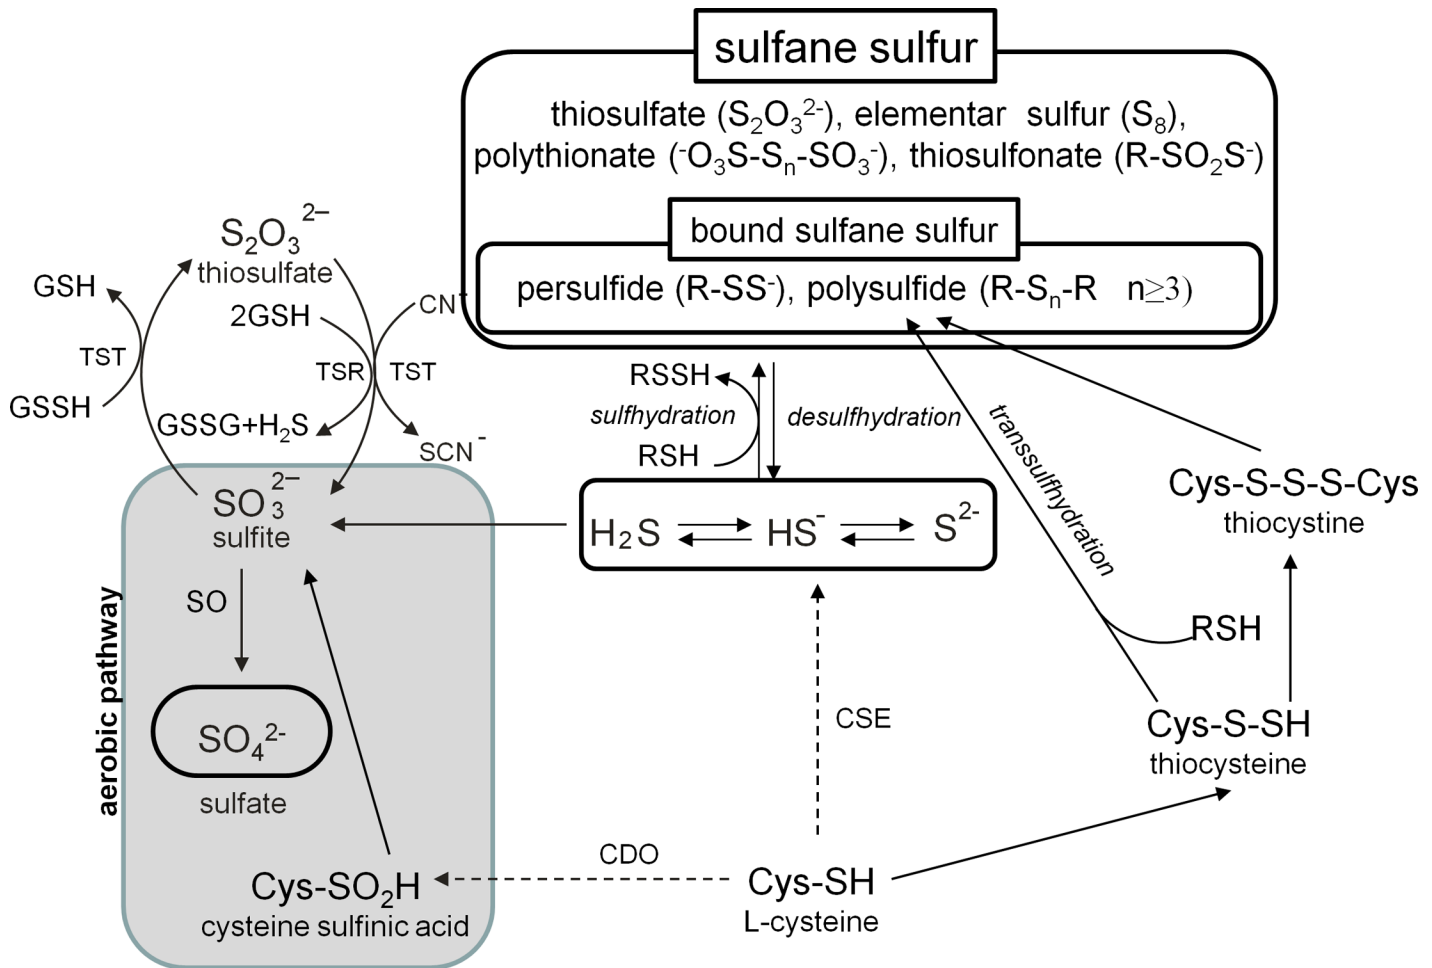 sulfane sulfur
thiosulfate (S₂O₃²⁻), elementar sulfur (S₈),
polythionate (⁻O₃S-Sₙ-SO₃⁻), thiosulfonate (R-SO₂S⁻)
bound sulfane sulfur
persulfide (R-SS⁻), polysulfide (R-Sₙ-R n≥3)
S₂O₃²⁻
thiosulfate
GSH
2GSH
CN⁻
TST
TSR
TST
GSSH
GSSG+H₂S
SCN⁻
RSSH
sulfhydration
desulfhydration
RSH
transsulfhydration
Cys-S-S-S-Cys
thiocystine
SO₃²⁻
sulfite
H₂S
HS⁻
S²⁻
SO
RSH
aerobic pathway
SO₄²⁻
sulfate
CSE
Cys-S-SH
thiocysteine
CDO
Cys-SO₂H
cysteine sulfinic acid
Cys-SH
L-cysteine